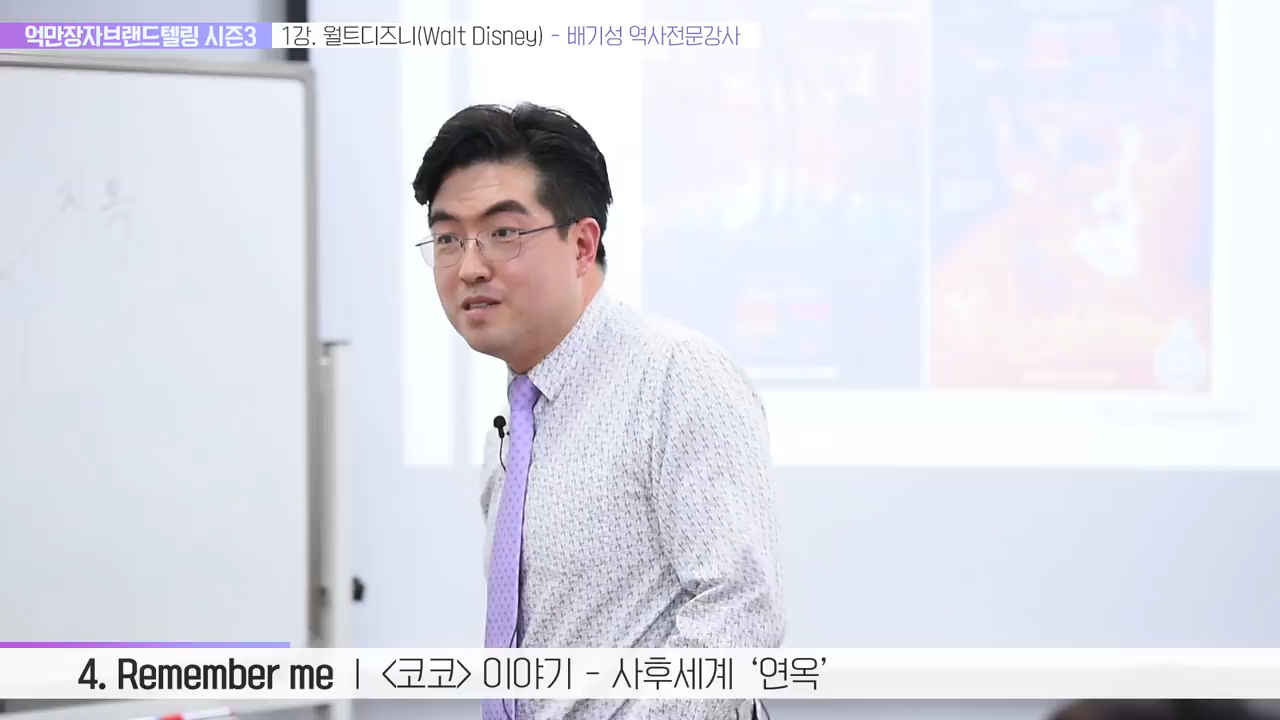 억만장자브랜드텔링 시즌3 1강. 월트디즈니(Walt Disney) - 배기성 역사전문강사
지옥
4. Remember me | <코코> 이야기 - 사후세계 ‘연옥’